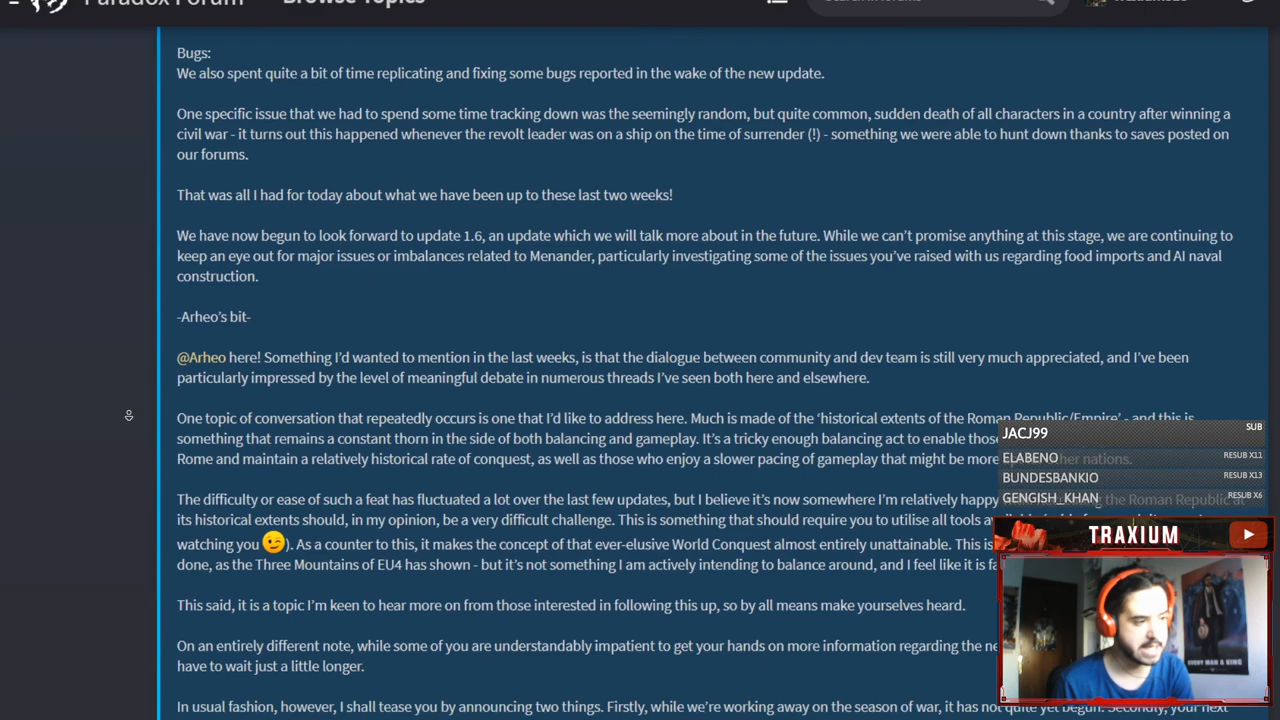 Paradox Forum
Browse Topics
Bugs:
We also spent quite a bit of time replicating and fixing some bugs reported in the wake of the new update.
One specific issue that we had to spend some time tracking down was the seemingly random, but quite common, sudden death of all characters in a country after winning a
civil war - it turns out this happened whenever the revolt leader was on a ship on the time of surrender (!) - something we were able to hunt down thanks to saves posted on
our forums.
That was all I had for today about what we have been up to these last two weeks!
We have now begun to look forward to update 1.6, an update which we will talk more about in the future. While we can't promise anything at this stage, we are continuing to
keep an eye out for major issues or imbalances related to Menander, particularly investigating some of the issues you've raised with us regarding food imports and AI naval
construction.
-Arheo's bit-
@Arheo here! Something I'd wanted to mention in the last weeks, is that the dialogue between community and dev team is still very much appreciated, and I've been
particularly impressed by the level of meaningful debate in numerous threads I've seen both here and elsewhere.
One topic of conversation that repeatedly occurs is one that I'd like to address here. Much is made of the 'historical extents of the Roman Republic/Empire' - and this is
something that remains a constant thorn in the side of both balancing and gameplay. It's a tricky enough balancing act to enable those
Rome and maintain a relatively historical rate of conquest, as well as those who enjoy a slower pacing of gameplay that might be more
The difficulty or ease of such a feat has fluctuated a lot over the last few updates, but I believe it's now somewhere I'm relatively happy
its historical extents should, in my opinion, be a very difficult challenge. This is something that should require you to utilise all tools
watching you 😉). As a counter to this, it makes the concept of that ever-elusive World Conquest almost entirely unattainable. This is
done, as the Three Mountains of EU4 has shown - but it's not something I am actively intending to balance around, and I feel like it is
This said, it is a topic I'm keen to hear more on from those interested in following this up, so by all means make yourselves heard.
On an entirely different note, while some of you are understandably impatient to get your hands on more information regarding the
have to wait just a little longer.
In usual fashion, however, I shall tease you by announcing two things. Firstly, while we're working away on the season of war, it has not quite yet begun. Secondly, your next
JACJ99 SUB
ELABENO RESUB X11
BUNDESBANKIO RESUB X13
GENGISH_KHAN RESUB X6
TRAXIUM
EVERY MAN A KING